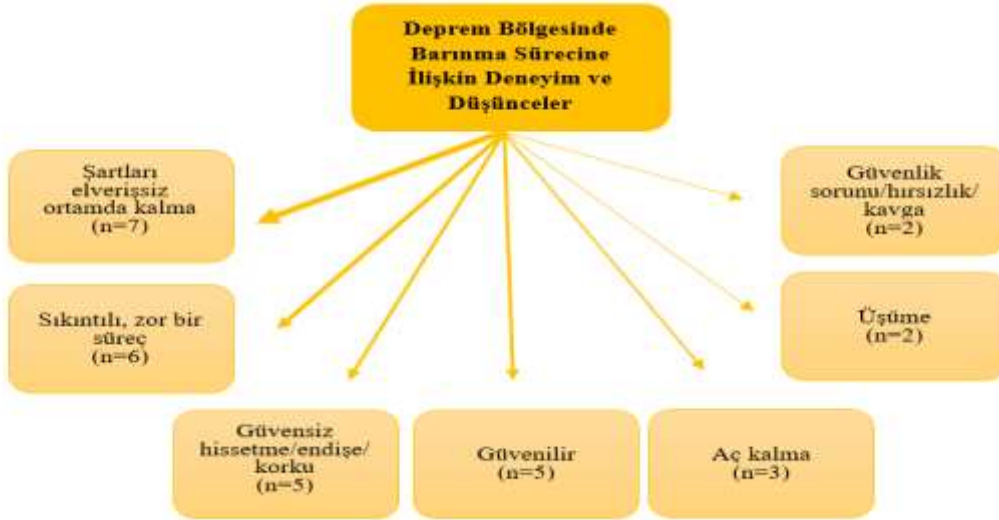 Deprem Bölgesinde
Barınma Sürecine
İlişkin Deneyim ve
Düşünceler
Şartları
elverişsiz
ortamda kalma
(n=7)
Sıkıntılı, zor bir
süreç
(n=6)
Güvensiz
hissetme/endişe/
korku
(n=5)
Güvenilir
(n=5)
Aç kalma
(n=3)
Üşüme
(n=2)
Güvenlik
sorunu/hırsızlık/
kavga
(n=2)